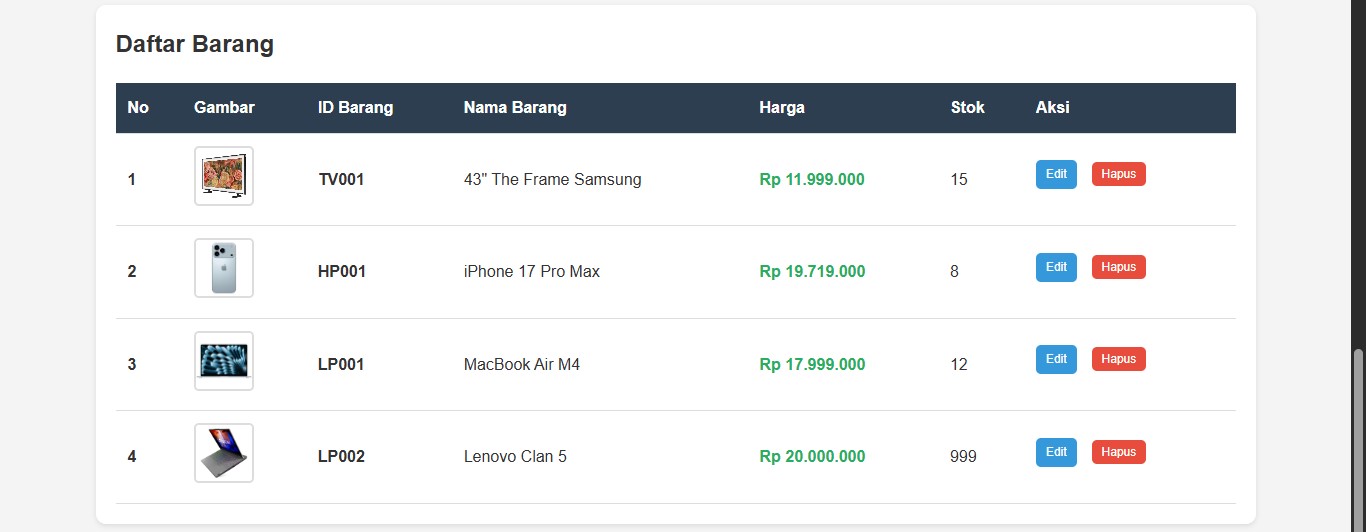 Daftar Barang
No Gambar ID Barang Nama Barang Harga Stok Aksi
1 TV001 43" The Frame Samsung Rp 11.999.000 15 Edit Hapus
2 HP001 iPhone 17 Pro Max Rp 19.719.000 8 Edit Hapus
3 LP001 MacBook Air M4 Rp 17.999.000 12 Edit Hapus
4 LP002 Lenovo Clan 5 Rp 20.000.000 999 Edit Hapus